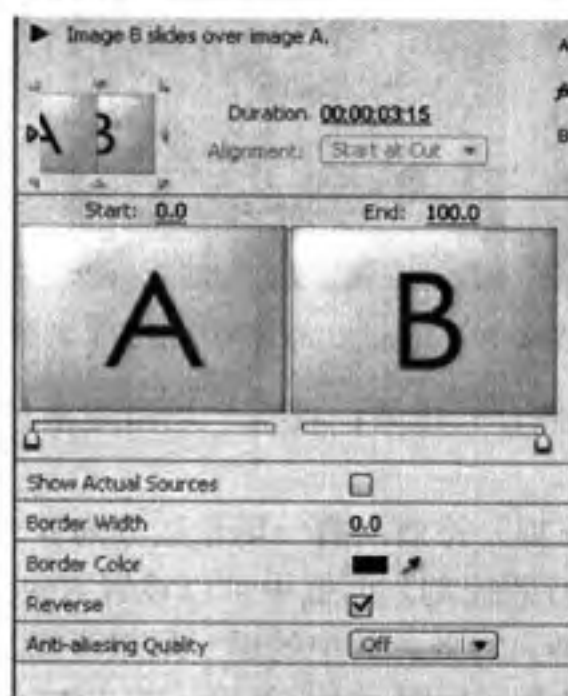 Image B slides over image A.
A B
Duration 00:00:03:15
Alignment: Start at Cut
Start: 0.0 End: 100.0
A B
Show Actual Sources
Border Width 0.0
Border Color
Reverse
Anti-aliasing Quality Off
A
B